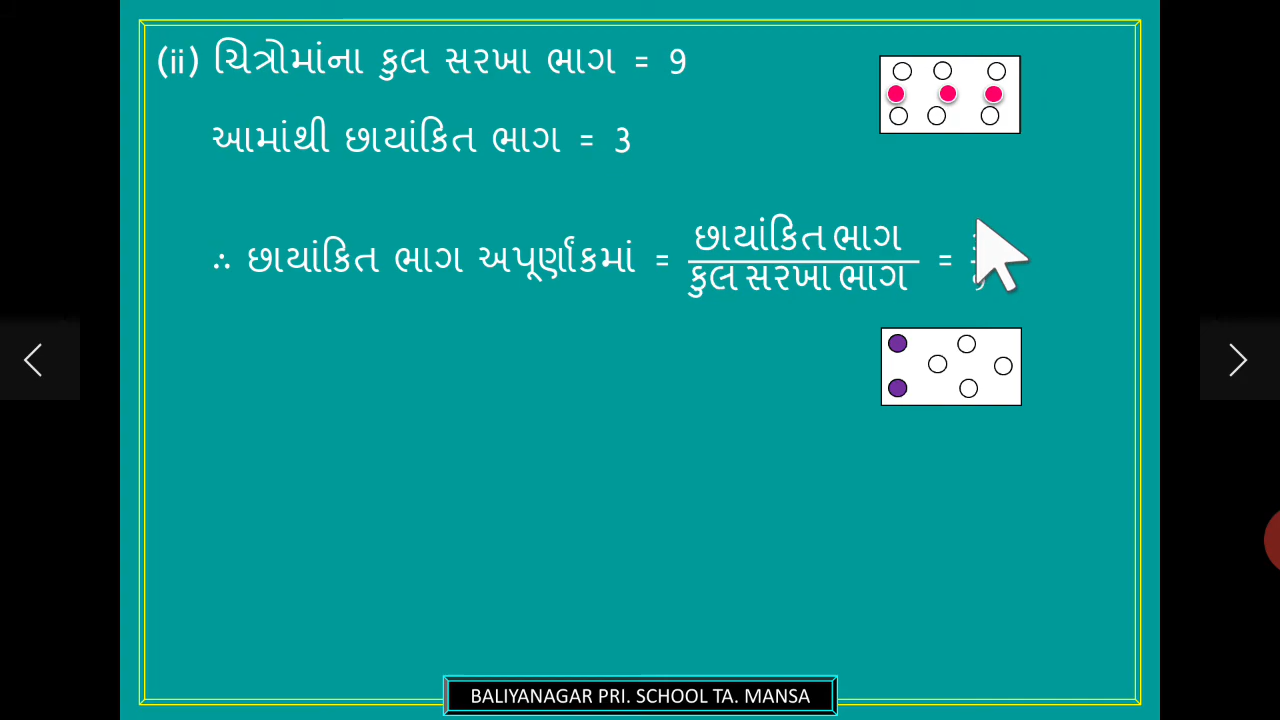 (ii) ચિત્રોમાંના કુલ સરખા ભાગ = 9
આમાંથી છાયાંકિત ભાગ = 3
∴ છાયાંકિત ભાગ અપૂર્ણાંકમાં = છાયાંકિત ભાગ / કુલ સરખા ભાગ =
BALIYANAGAR PRI. SCHOOL TA. MANSA